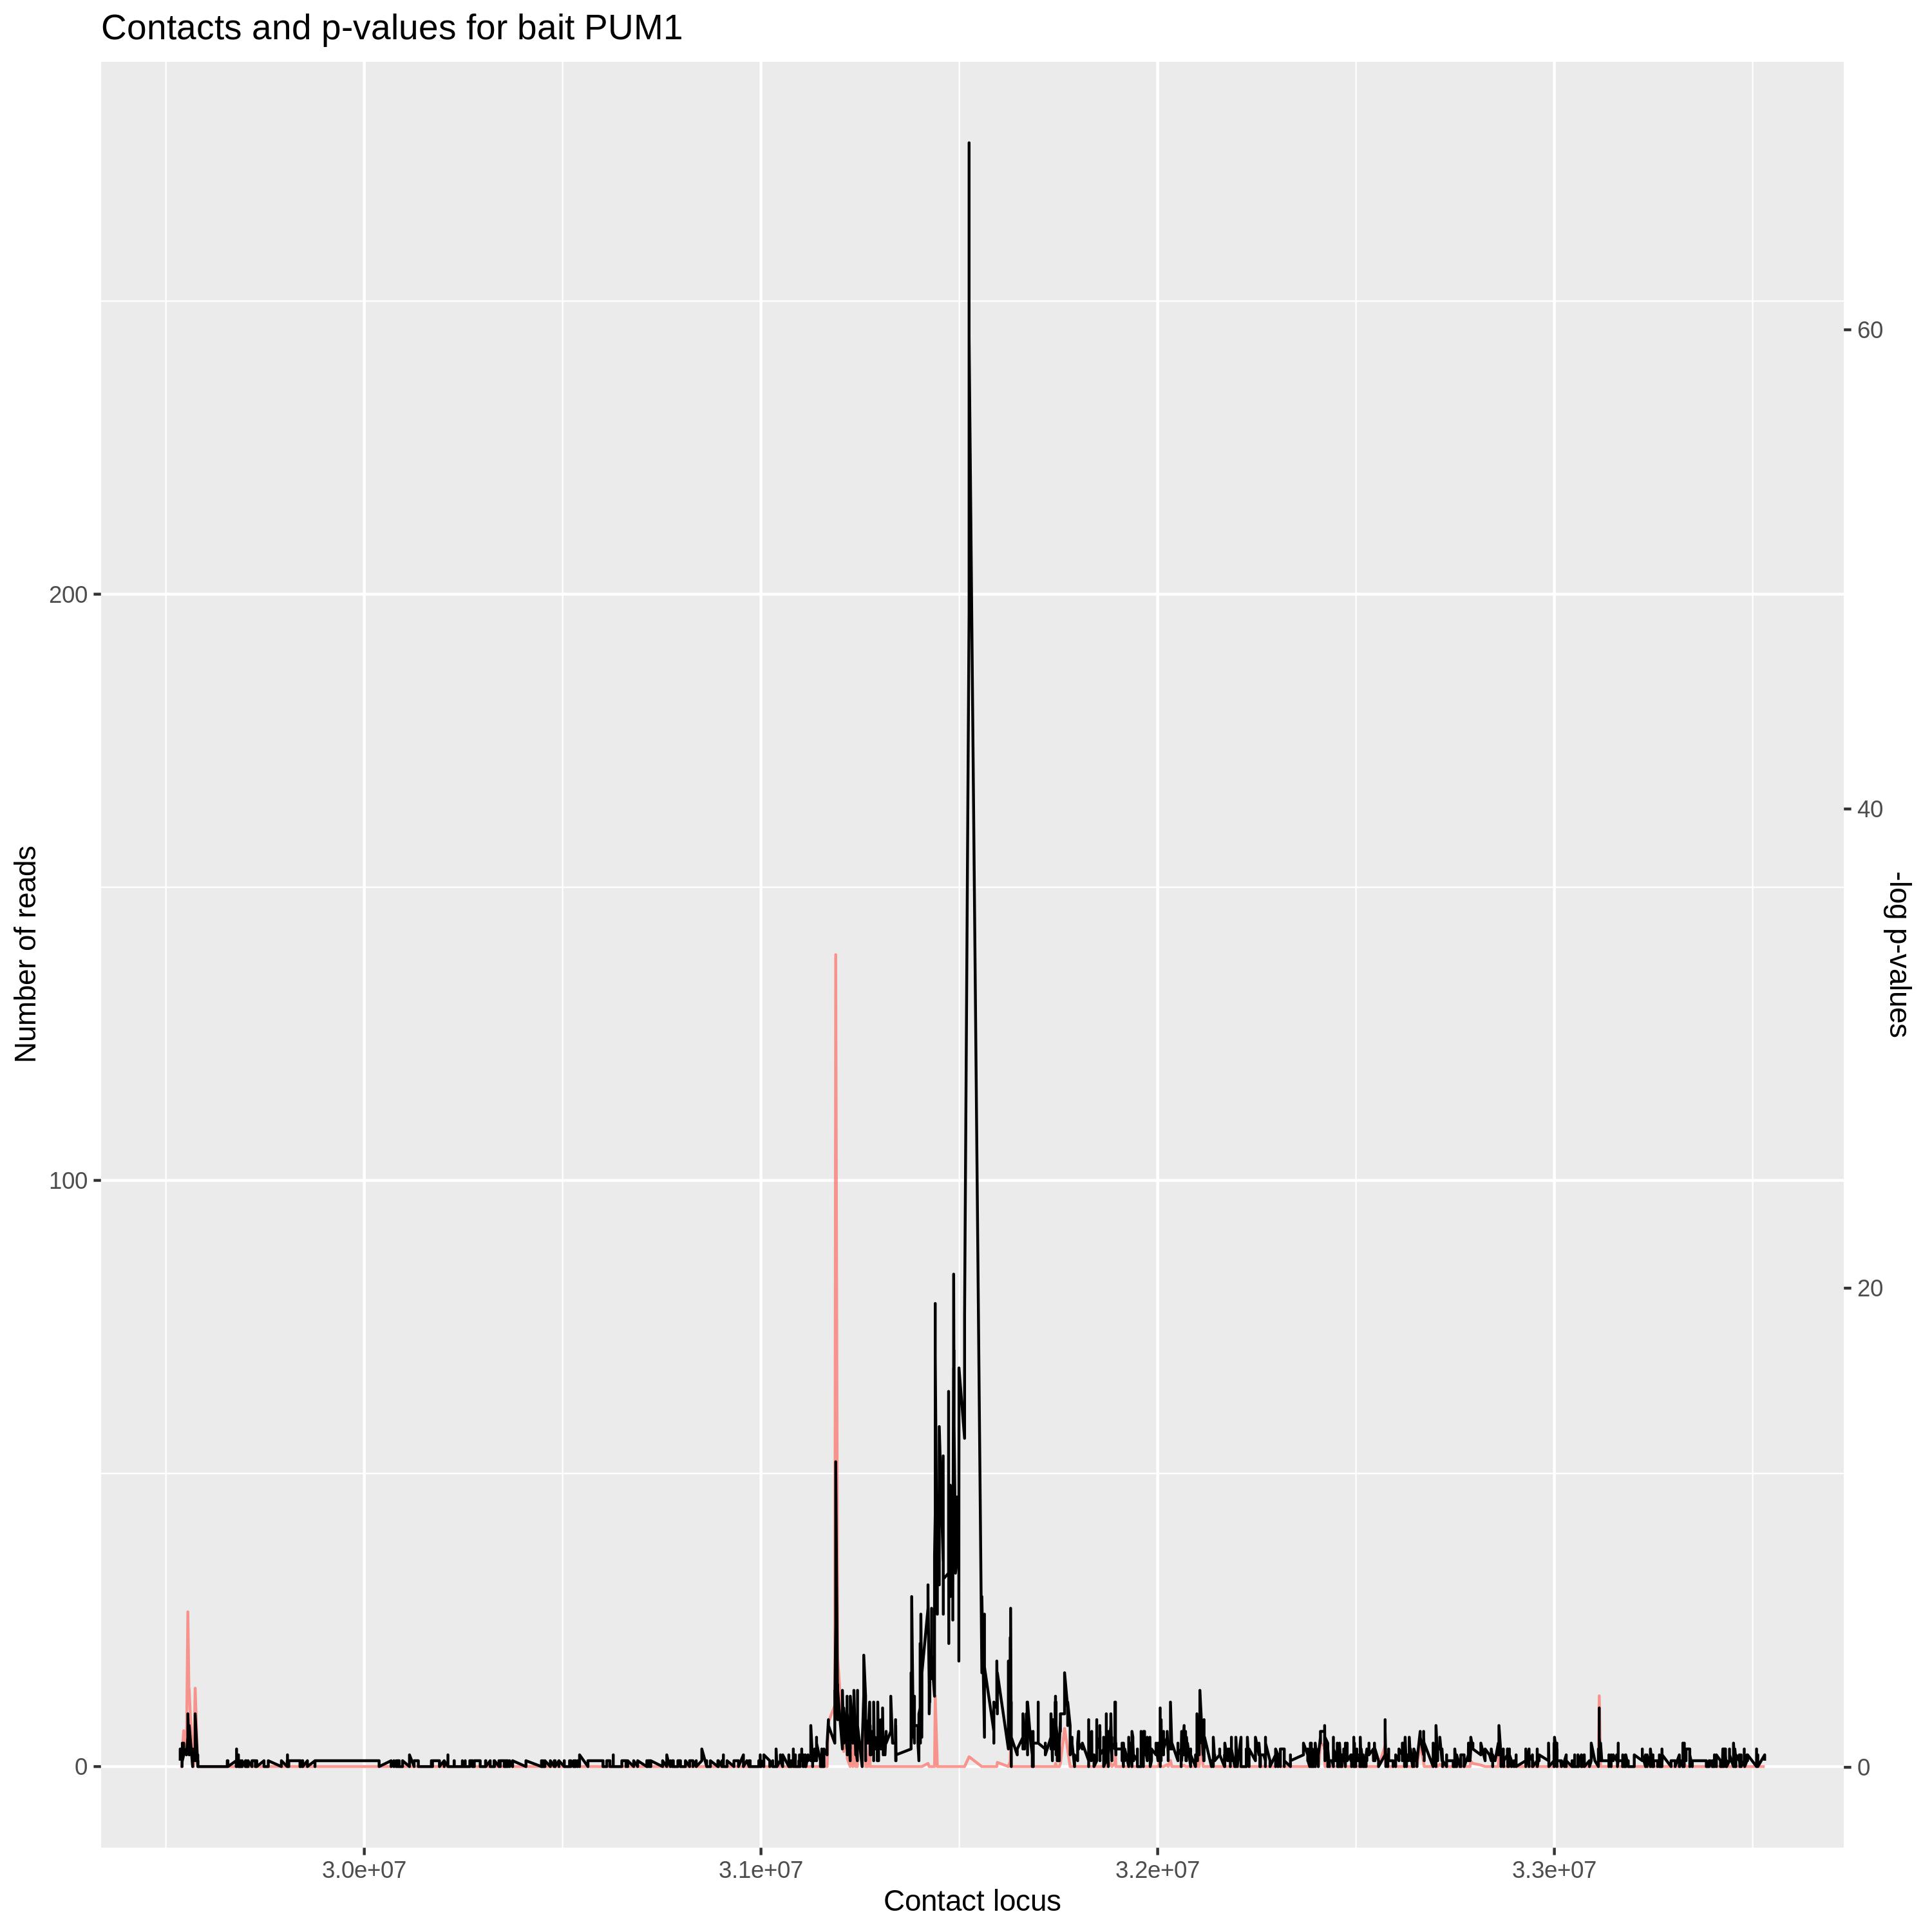 Contacts and p-values for bait PUM1
Number of reads
200
100
0
60
40
20
0
-log p-values
3.0e+07
3.1e+07
3.2e+07
3.3e+07
Contact locus